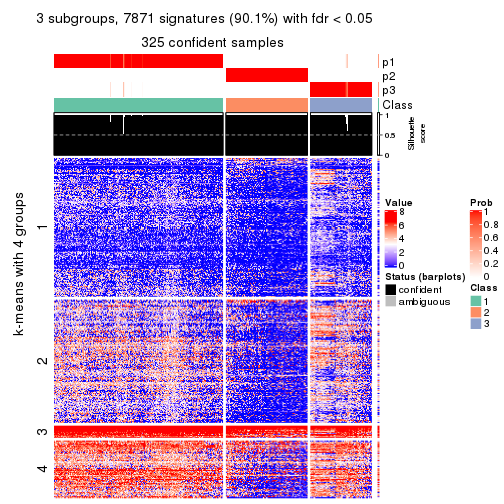 3 subgroups, 7871 signatures (90.1%) with fdr < 0.05
325 confident samples
p1
p2
p3
Class
1
0.5
0
Silhouette
score
k-means with 4 groups
1
2
3
4
Value
8
6
4
2
0
Status (barplots)
confident
ambiguous
Prob
1
0.8
0.6
0.4
0.2
0
Class
1
2
3